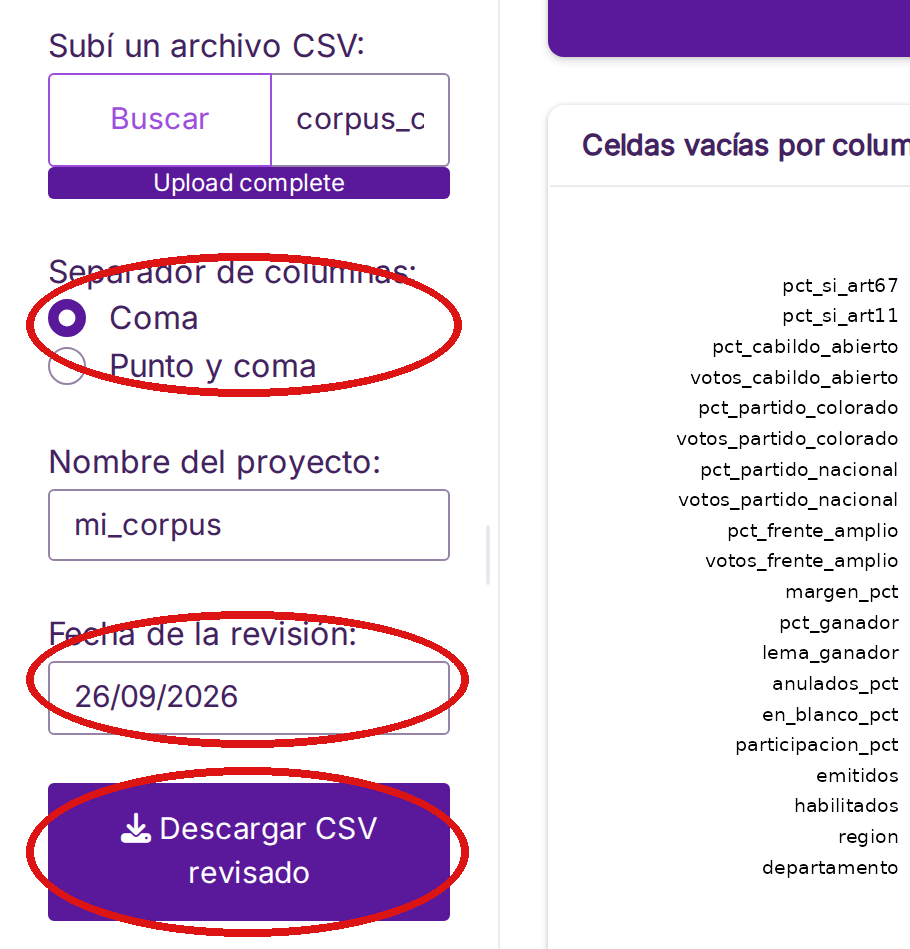 Subí un archivo CSV:
Buscar
corpus_c
Upload complete
Separador de columnas:
Coma
Punto y coma
Nombre del proyecto:
mi_corpus
Fecha de la revisión:
26/09/2026
Descargar CSV
revisado
Celdas vacías por colum
pct_si_art67
pct_si_art11
pct_cabildo_abierto
votos_cabildo_abierto
pct_partido_colorado
votos_partido_colorado
pct_partido_nacional
votos_partido_nacional
pct_frente_amplio
votos_frente_amplio
margen_pct
pct_ganador
lema_ganador
anulados_pct
en_blanco_pct
participacion_pct
emitidos
habilitados
region
departamento